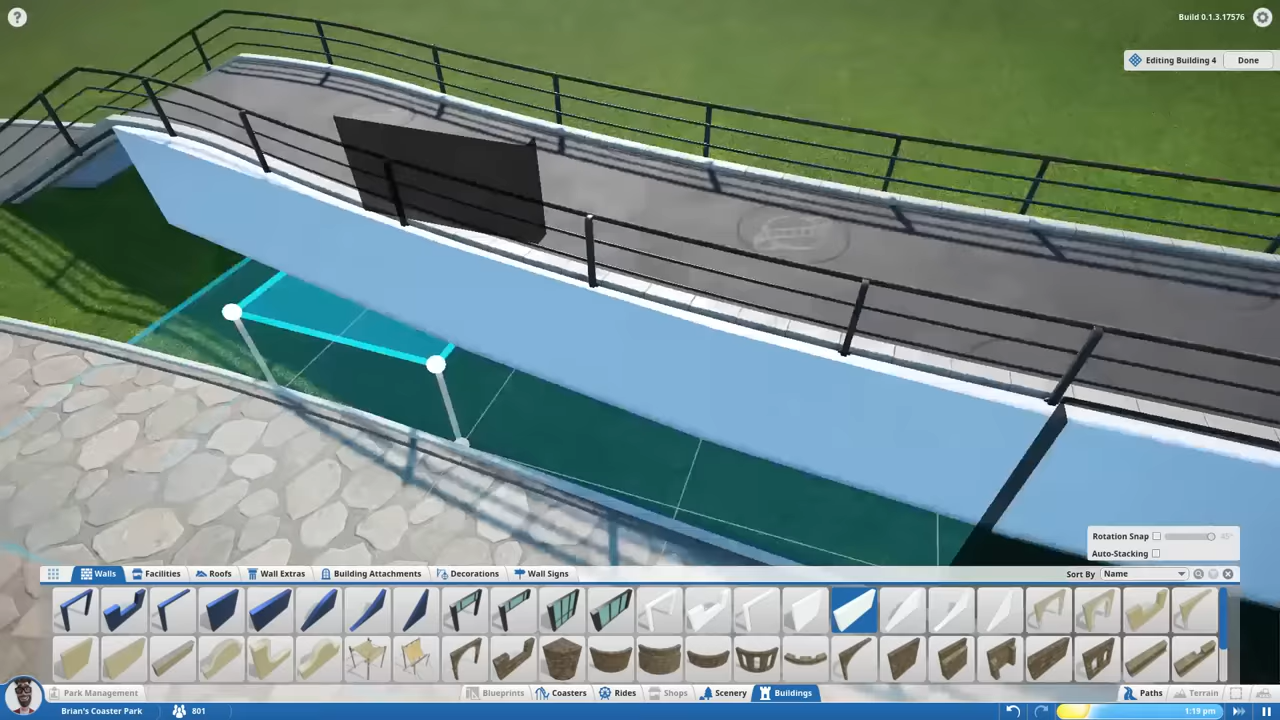 ?
Build 0.1.3.17576
Editing Building 4 Done
Rotation Snap 45°
Auto-Stacking
Walls Facilities Roofs Wall Extras Building Attachments Decorations Wall Signs Sort By Name
Park Management Blueprints Coasters Rides Shops Scenery Buildings Paths Terrain
Brian's Coaster Park 801 1:19 pm